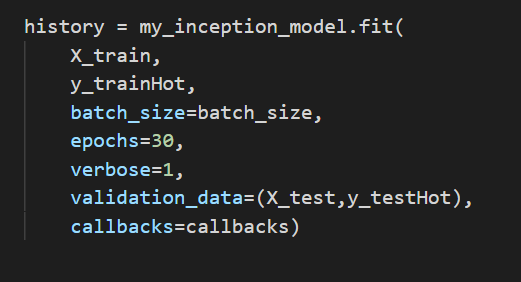 history = my_inception_model.fit(
    X_train,
    y_trainHot,
    batch_size=batch_size,
    epochs=30,
    verbose=1,
    validation_data=(X_test,y_testHot),
    callbacks=callbacks)